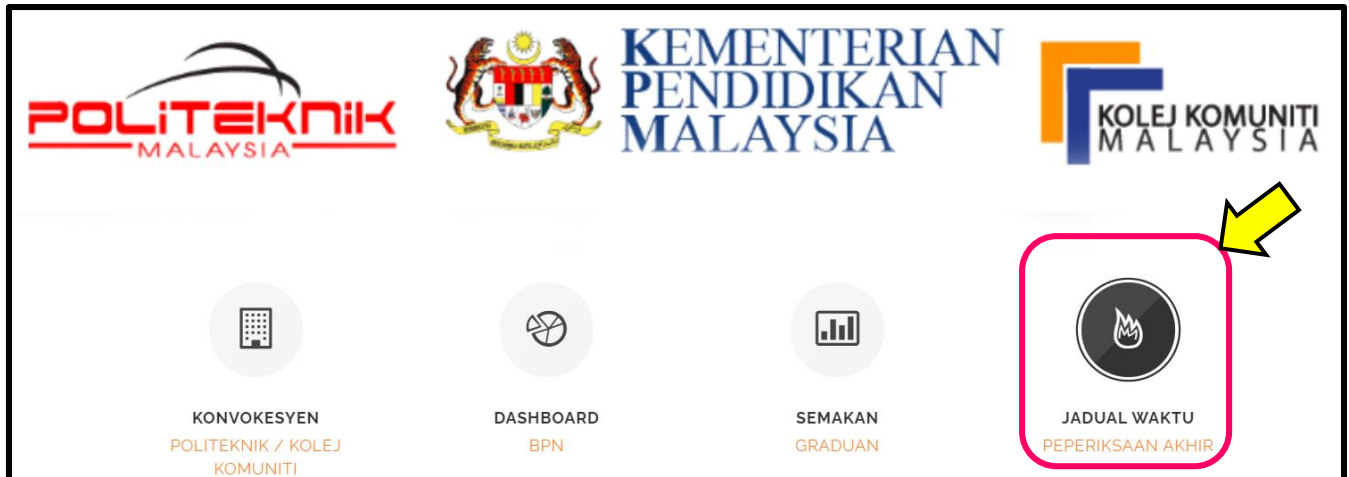 POLiTEKNiK
MALAYSIA
KEMENTERIAN
PENDIDIKAN
MALAYSIA
KOLEJ KOMUNITI
MALAYSIA
KONVOKESYEN
POLITEKNIK / KOLEJ
KOMUNITI
DASHBOARD
BPN
SEMAKAN
GRADUAN
JADUAL WAKTU
PEPERIKSAAN AKHIR